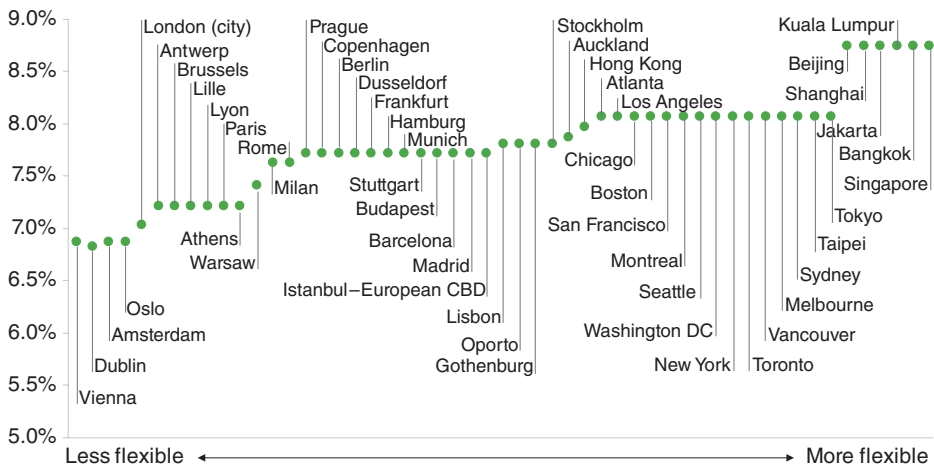 9.0%
8.5%
8.0%
7.5%
7.0%
6.5%
6.0%
5.5%
5.0%
London (city)
Antwerp
Brussels
Lille
Lyon
Paris
Rome
Milan
Athens
Warsaw
Oslo
Amsterdam
Dublin
Vienna
Prague
Copenhagen
Berlin
Dusseldorf
Frankfurt
Hamburg
Munich
Stuttgart
Budapest
Barcelona
Madrid
Istanbul–European CBD
Lisbon
Oporto
Gothenburg
Stockholm
Auckland
Hong Kong
Atlanta
Los Angeles
Chicago
Boston
San Francisco
Montreal
Seattle
Washington DC
New York
Toronto
Vancouver
Melbourne
Sydney
Taipei
Tokyo
Kuala Lumpur
Beijing
Shanghai
Jakarta
Bangkok
Singapore
Less flexible
More flexible